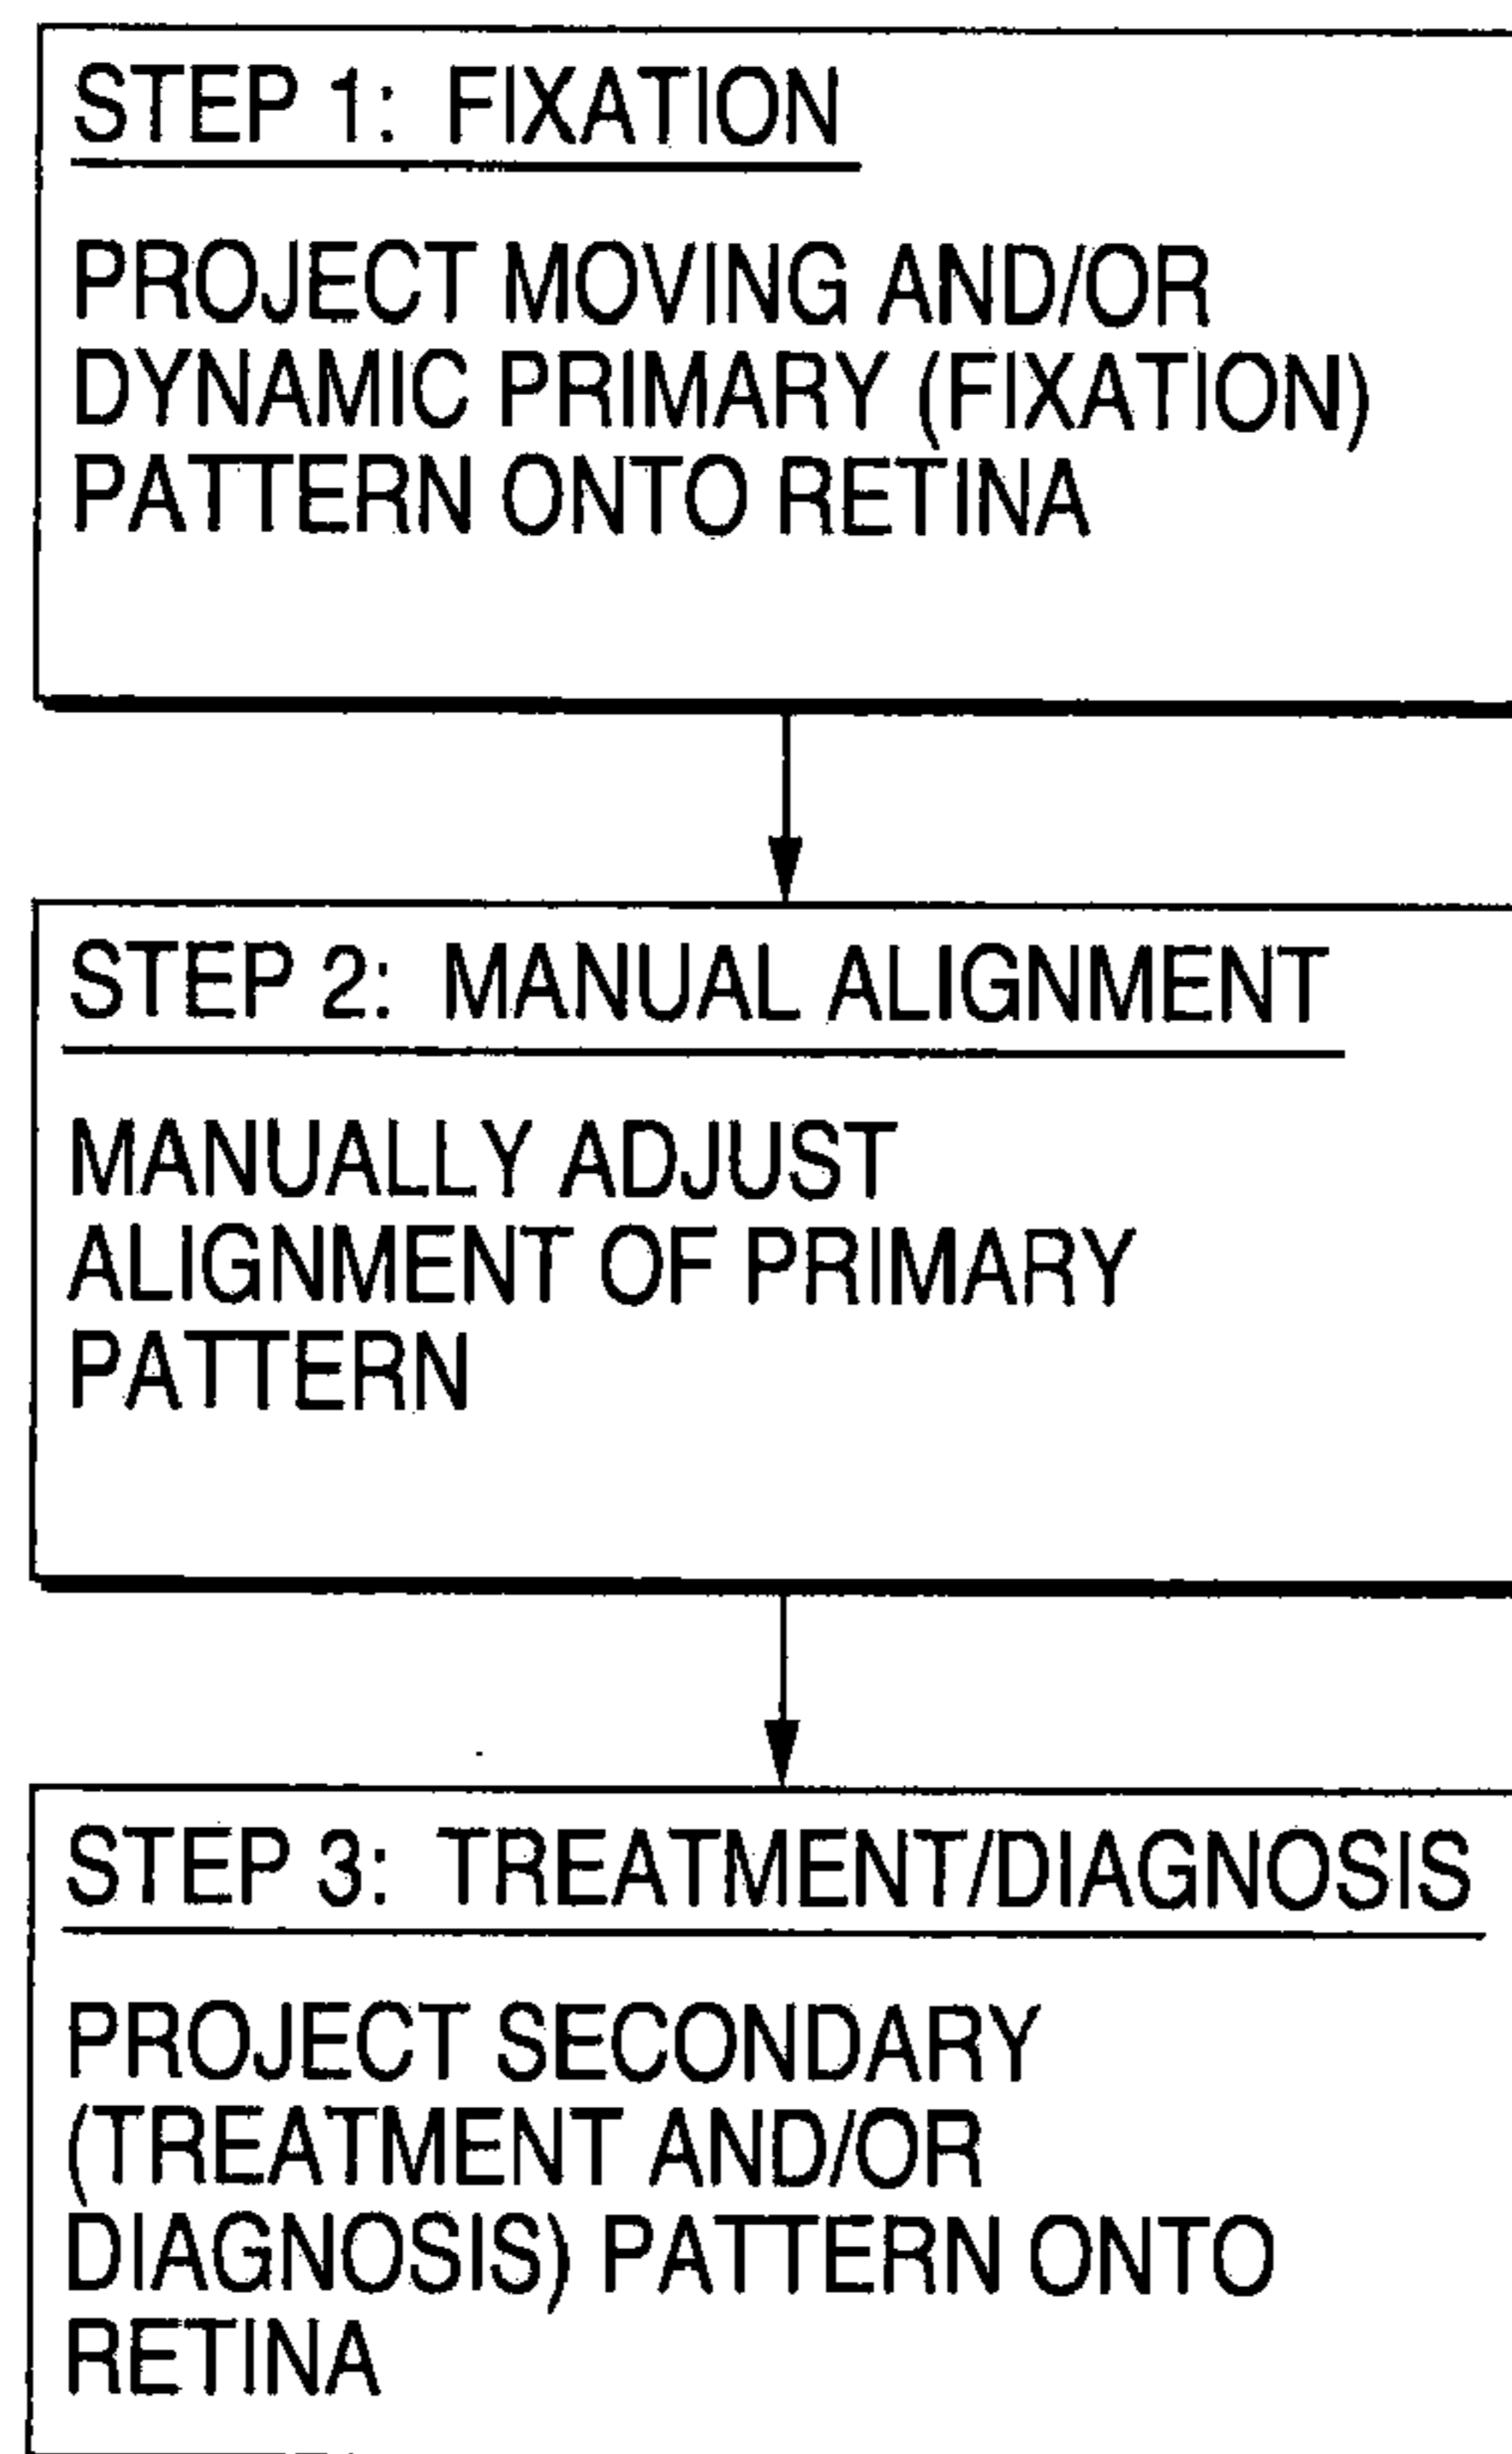 STEP 1: FIXATION
PROJECT MOVING AND/OR
DYNAMIC PRIMARY (FIXATION)
PATTERN ONTO RETINA
STEP 2: MANUAL ALIGNMENT
MANUALLY ADJUST
ALIGNMENT OF PRIMARY
PATTERN
STEP 3: TREATMENT/DIAGNOSIS
PROJECT SECONDARY
(TREATMENT AND/OR
DIAGNOSIS) PATTERN ONTO
RETINA